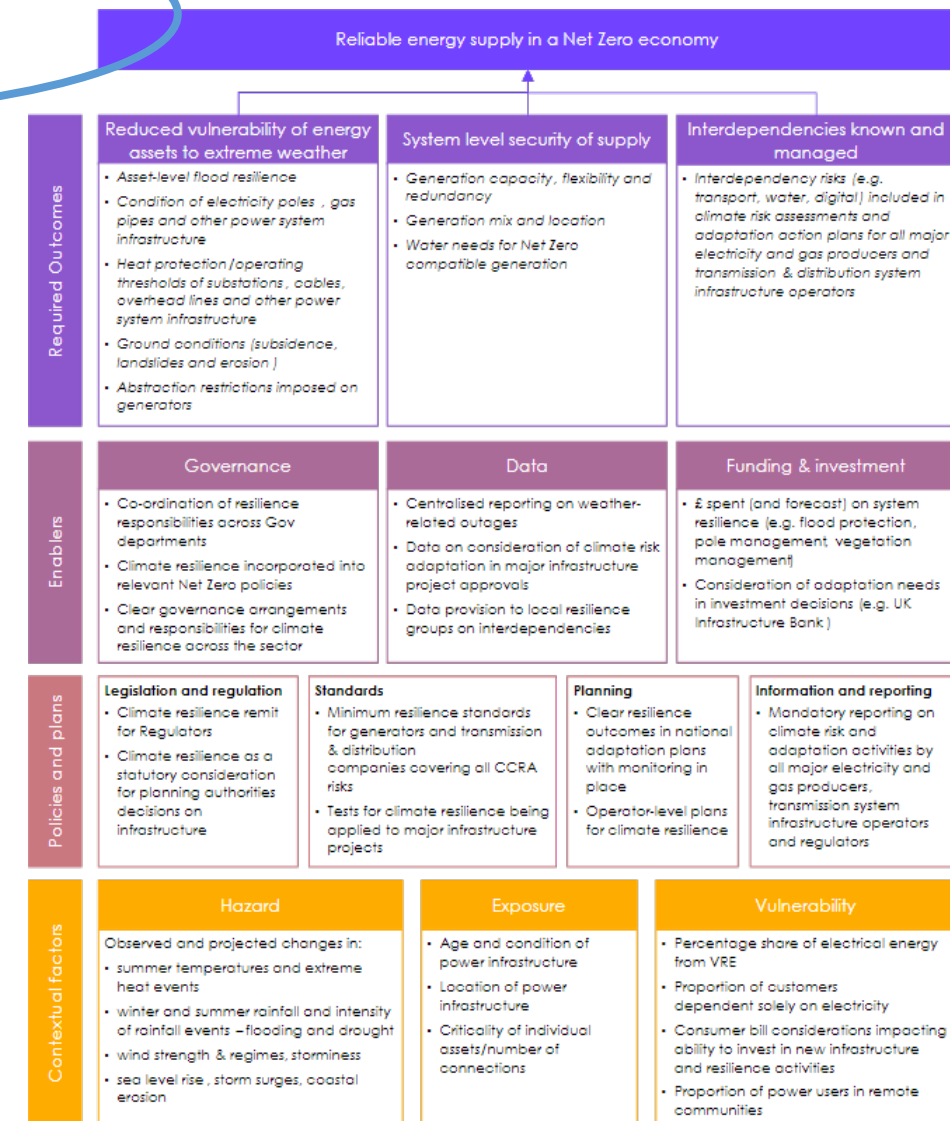 Reliable energy supply in a Net Zero economy
Required Outcomes
Reduced vulnerability of energy
assets to extreme weather
• Asset-level flood resilience
• Condition of electricity poles , gas
pipes and other power system
infrastructure
• Heat protection/operating
thresholds of substations, cables,
overhead lines and other power
system infrastructure
• Ground conditions (subsidence,
landslides and erosion )
• Abstraction restrictions imposed on
generators
System level security of supply
• Generation capacity, flexibility and
redundancy
• Generation mix and location
• Water needs for Net Zero
compatible generation
Interdependencies known and
managed
• Interdependency risks (e.g.
transport, water, digital) included in
climate risk assessments and
adaptation action plans for all major
electricity and gas producers and
transmission & distribution system
infrastructure operators
Enablers
Governance
• Co-ordination of resilience
responsibilities across Gov
departments
• Climate resilience incorporated into
relevant Net Zero policies
• Clear governance arrangements
and responsibilities for climate
resilience across the sector
Data
• Centralised reporting on weather-
related outages
• Data on consideration of climate risk
adaptation in major infrastructure
project approvals
• Data provision to local resilience
groups on interdependencies
Funding & investment
• £ spent (and forecast) on system
resilience (e.g. flood protection,
pole management, vegetation
management)
• Consideration of adaptation needs
in investment decisions (e.g. UK
Infrastructure Bank )
Policies and plans
Legislation and regulation
• Climate resilience remit
for Regulators
• Climate resilience as a
statutory consideration
for planning authorities
decisions on
infrastructure
Standards
• Minimum resilience standards
for generators and transmission
& distribution
companies covering all CCRA
risks
• Tests for climate resilience being
applied to major infrastructure
projects
Planning
• Clear resilience
outcomes in national
adaptation plans
with monitoring in
place
• Operator-level plans
for climate resilience
Information and reporting
• Mandatory reporting on
climate risk and
adaptation activities by
all major electricity and
gas producers,
transmission system
infrastructure operators
and regulators
Contextual factors
Hazard
Observed and projected changes in:
• summer temperatures and extreme
heat events
• winter and summer rainfall and intensity
of rainfall events – flooding and drought
• wind strength & regimes, storminess
• sea level rise , storm surges, coastal
erosion
Exposure
• Age and condition of
power infrastructure
• Location of power
infrastructure
• Criticality of individual
assets/number of
connections
Vulnerability
• Percentage share of electrical energy
from VRE
• Proportion of customers
dependent solely on electricity
• Consumer bill considerations impacting
ability to invest in new infrastructure
and resilience activities
• Proportion of power users in remote
communities